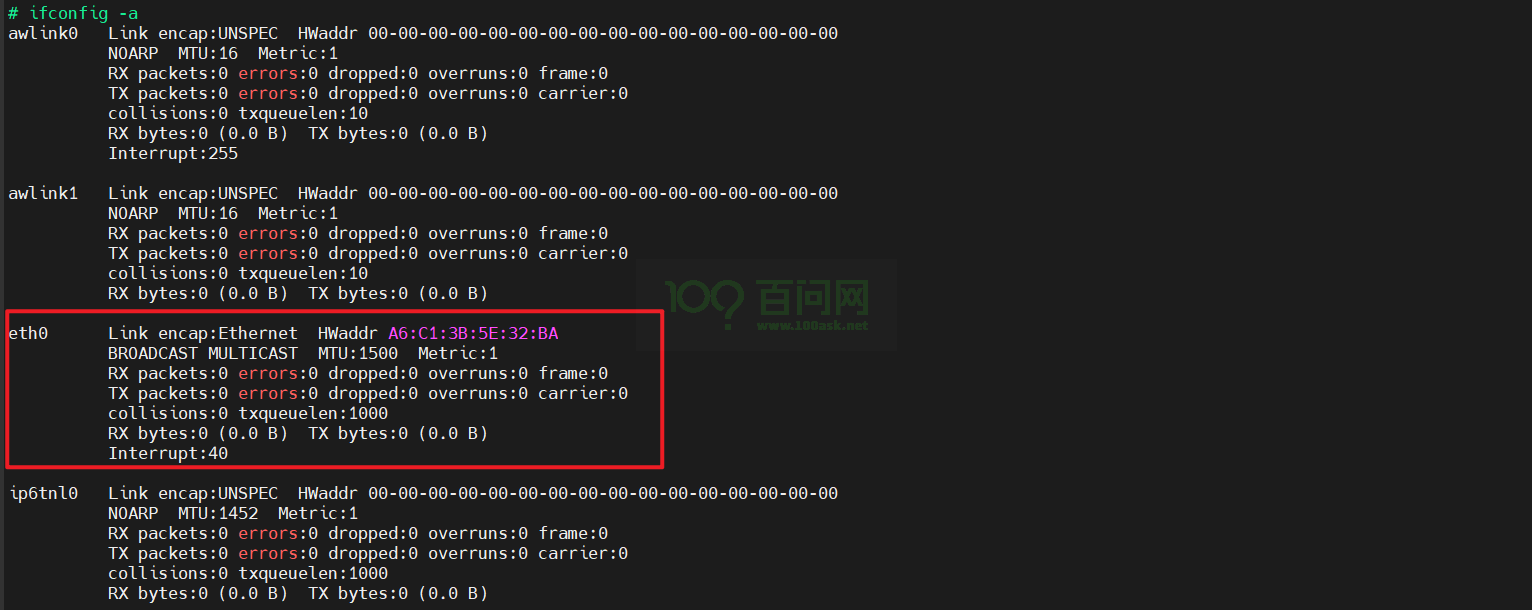 # ifconfig -a
awlink0   Link encap:UNSPEC  HWaddr 00-00-00-00-00-00-00-00-00-00-00-00-00-00-00-00
          NOARP  MTU:16  Metric:1
          RX packets:0 errors:0 dropped:0 overruns:0 frame:0
          TX packets:0 errors:0 dropped:0 overruns:0 carrier:0
          collisions:0 txqueuelen:10
          RX bytes:0 (0.0 B)  TX bytes:0 (0.0 B)
          Interrupt:255
awlink1   Link encap:UNSPEC  HWaddr 00-00-00-00-00-00-00-00-00-00-00-00-00-00-00-00
          NOARP  MTU:16  Metric:1
          RX packets:0 errors:0 dropped:0 overruns:0 frame:0
          TX packets:0 errors:0 dropped:0 overruns:0 carrier:0
          collisions:0 txqueuelen:10
          RX bytes:0 (0.0 B)  TX bytes:0 (0.0 B)
100? 百问网
www.100ask.net
eth0      Link encap:Ethernet  HWaddr A6:C1:3B:5E:32:BA
          BROADCAST MULTICAST  MTU:1500  Metric:1
          RX packets:0 errors:0 dropped:0 overruns:0 frame:0
          TX packets:0 errors:0 dropped:0 overruns:0 carrier:0
          collisions:0 txqueuelen:1000
          RX bytes:0 (0.0 B)  TX bytes:0 (0.0 B)
          Interrupt:40
ip6tnl0   Link encap:UNSPEC  HWaddr 00-00-00-00-00-00-00-00-00-00-00-00-00-00-00-00
          NOARP  MTU:1452  Metric:1
          RX packets:0 errors:0 dropped:0 overruns:0 frame:0
          TX packets:0 errors:0 dropped:0 overruns:0 carrier:0
          collisions:0 txqueuelen:1000
          RX bytes:0 (0.0 B)  TX bytes:0 (0.0 B)